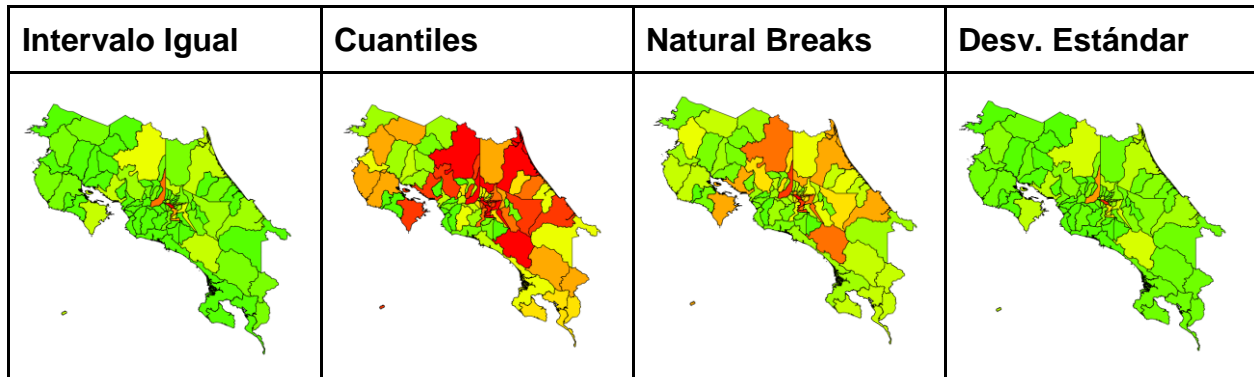 Intervalo Igual
Cuantiles
Natural Breaks
Desv. Estándar